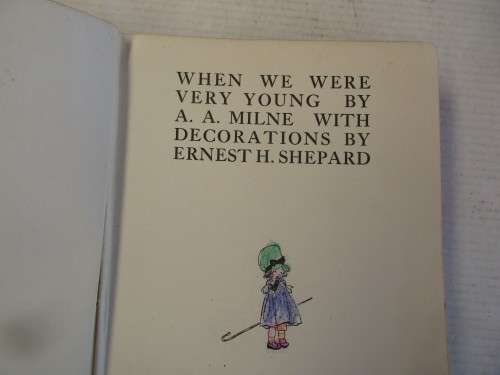 WHEN WE WERE
VERY YOUNG BY
A. A. MILNE WITH
DECORATIONS BY
ERNEST H. SHEPARD